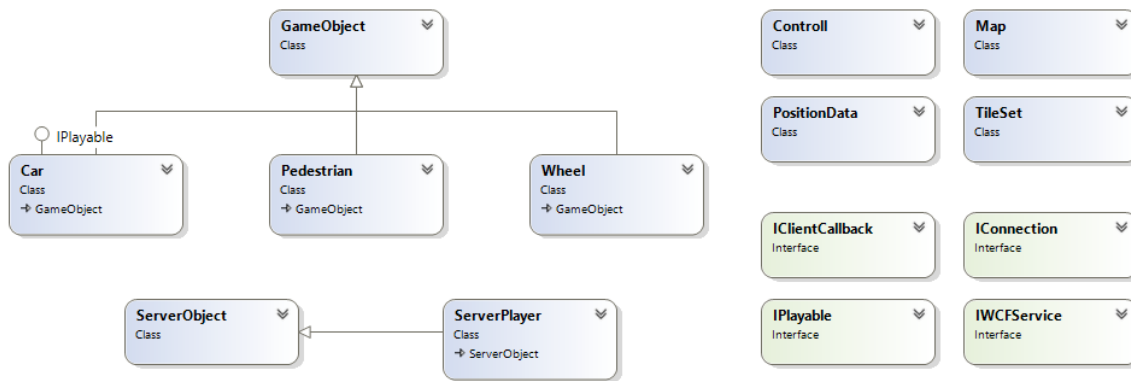 GameObject
Class
Controll
Class
Map
Class
PositionData
Class
TileSet
Class
IPlayable
Car
Class
GameObject
Pedestrian
Class
GameObject
Wheel
Class
GameObject
IClientCallback
Interface
IConnection
Interface
ServerObject
Class
ServerPlayer
Class
ServerObject
IPlayable
Interface
IWCFService
Interface